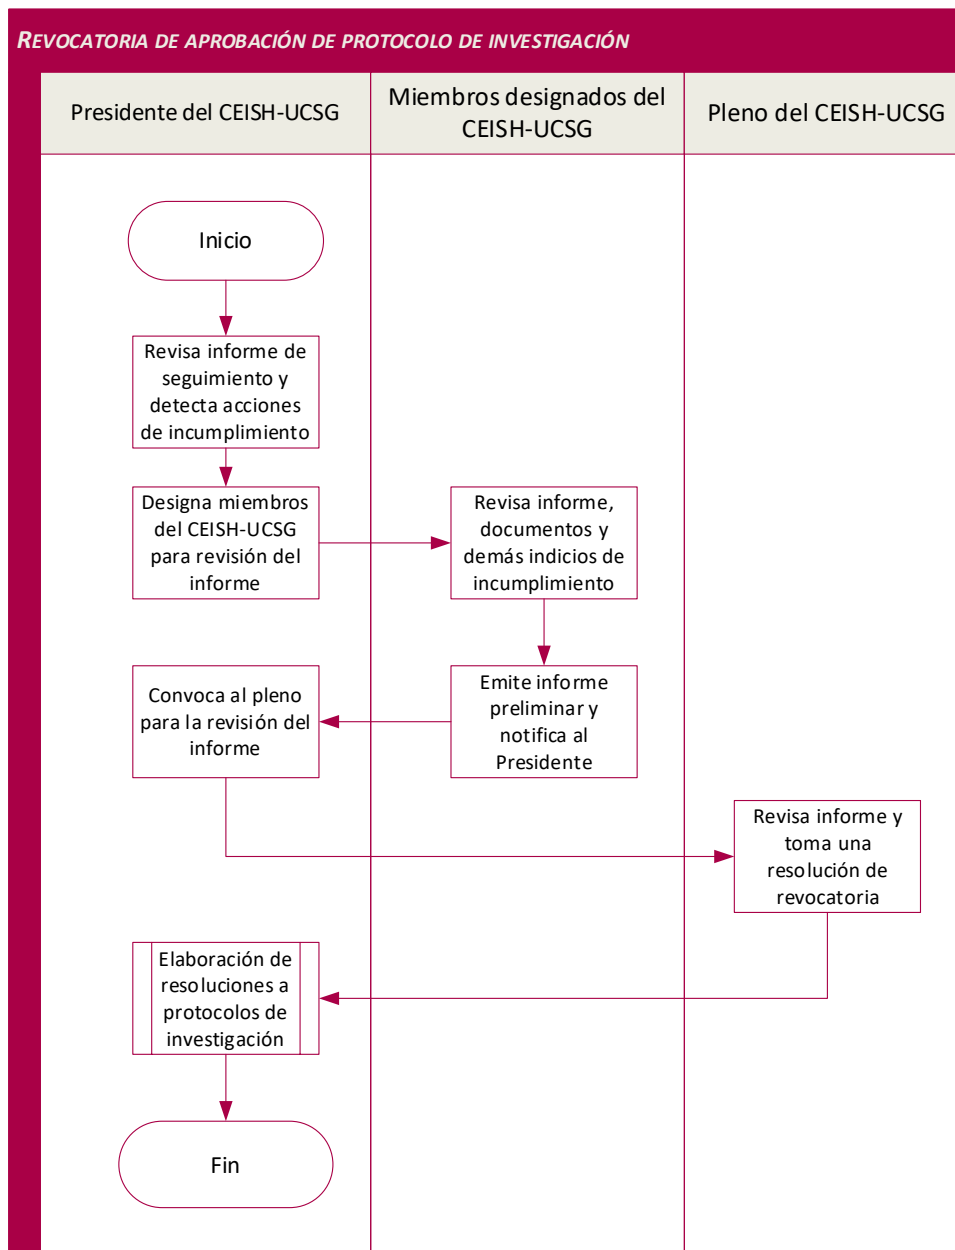 REVOCATORIA DE APROBACIÓN DE PROTOCOLO DE INVESTIGACIÓN
Presidente del CEISH-UCSG
Miembros designados del
CEISH-UCSG
Pleno del CEISH-UCSG
Inicio
Revisa informe de
seguimiento y
detecta acciones
de incumplimiento
Designa miembros
del CEISH-UCSG
para revisión del
informe
Revisa informe,
documentos y
demás indicios de
incumplimiento
Emite informe
preliminar y
notifica al
Presidente
Convoca al pleno
para la revisión del
informe
Revisa informe y
toma una
resolución de
revocatoria
Elaboración de
resoluciones a
protocolos de
investigación
Fin